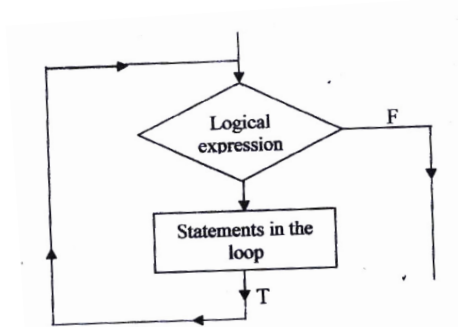 Logical
expression
F
Statements in the
loop
T